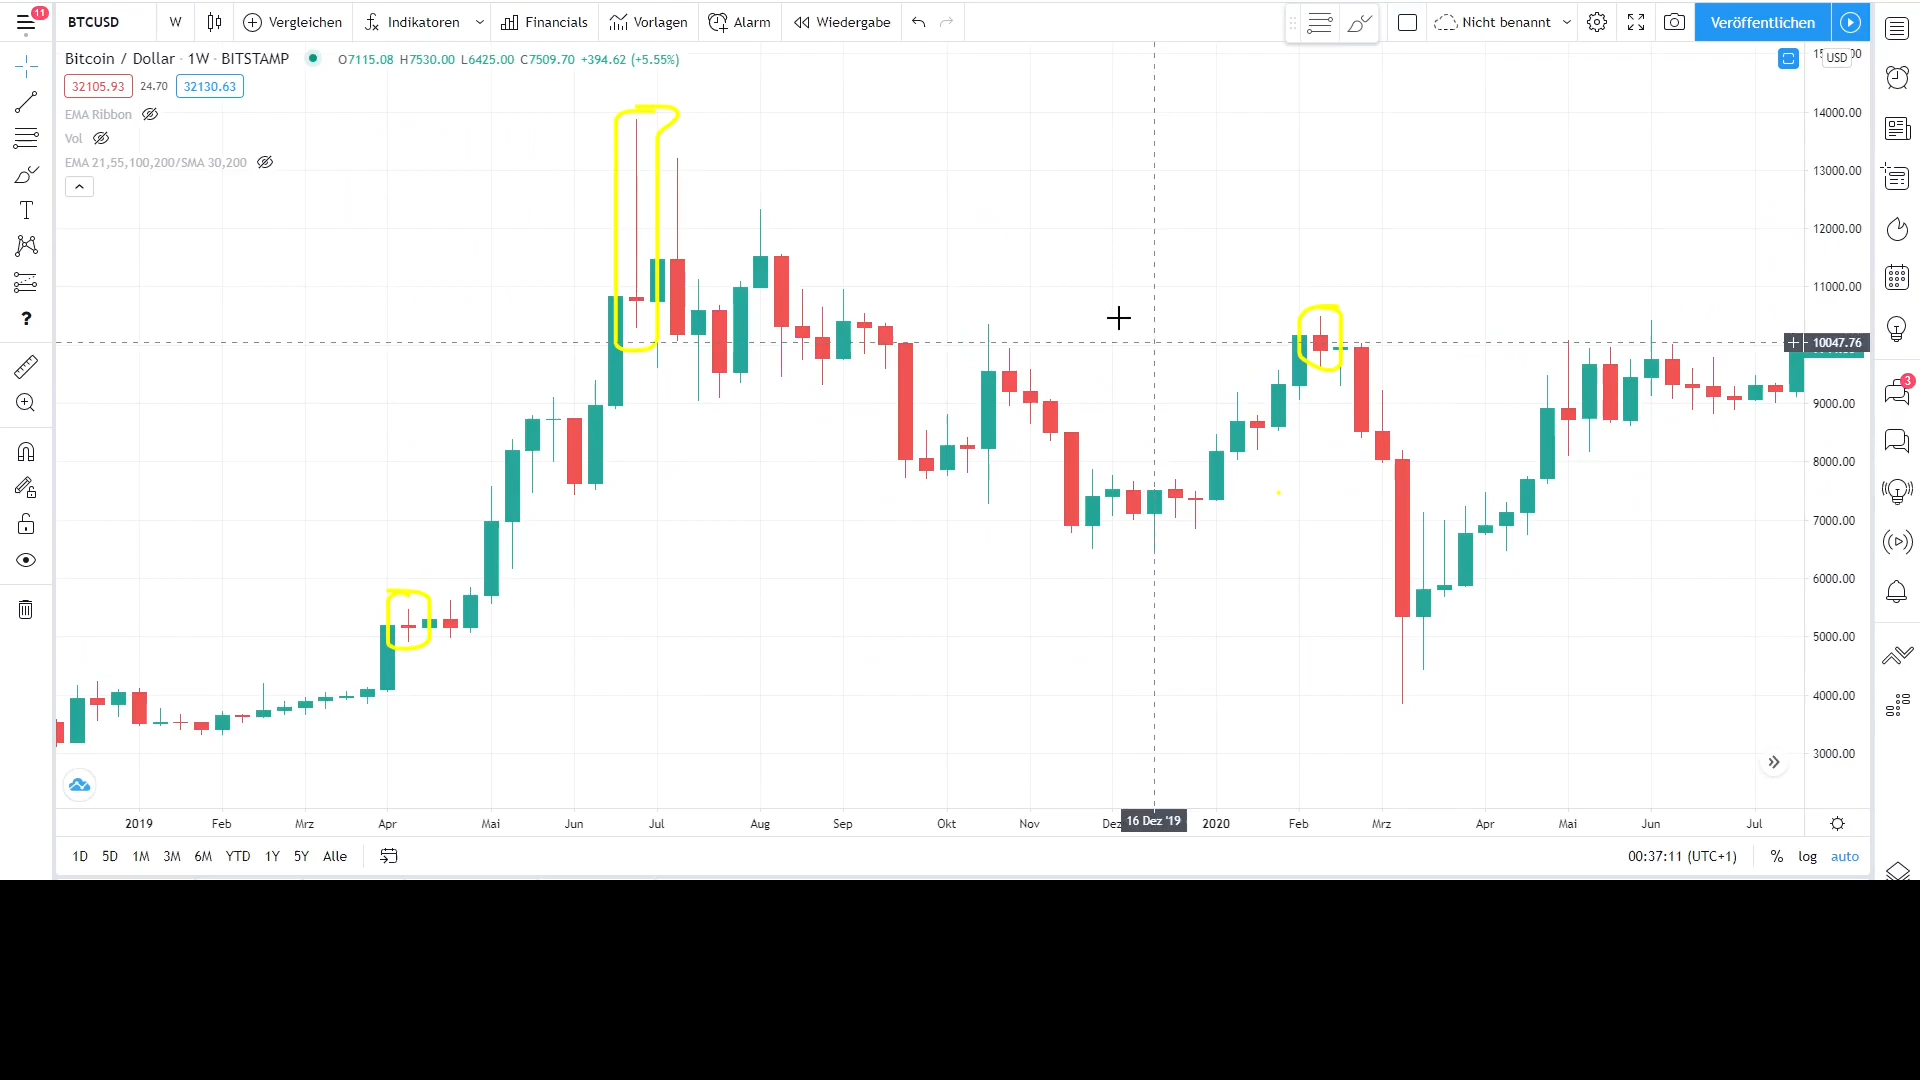 11
BTCUSD W Vergleichen Indikatoren Financials Vorlagen Alarm Wiedergabe Nicht benannt Veröffentlichen
Bitcoin / Dollar · 1W · BITSTAMP O7115.08 H7530.00 L6425.00 C7509.70 +394.62 (+5.55%)
USD
32105.93 24.70 32130.63
EMA Ribbon
Vol
EMA 21,55,100,200/SMA 30,200
14000.00
13000.00
12000.00
11000.00
10047.76
9000.00
8000.00
7000.00
6000.00
5000.00
4000.00
3000.00
3
2019 Feb Mrz Apr Mai Jun Jul Aug Sep Okt Nov Dez 16 Dez '19 2020 Feb Mrz Apr Mai Jun Jul
1D 5D 1M 3M 6M YTD 1Y 5Y Alle 00:37:11 (UTC+1) % log auto